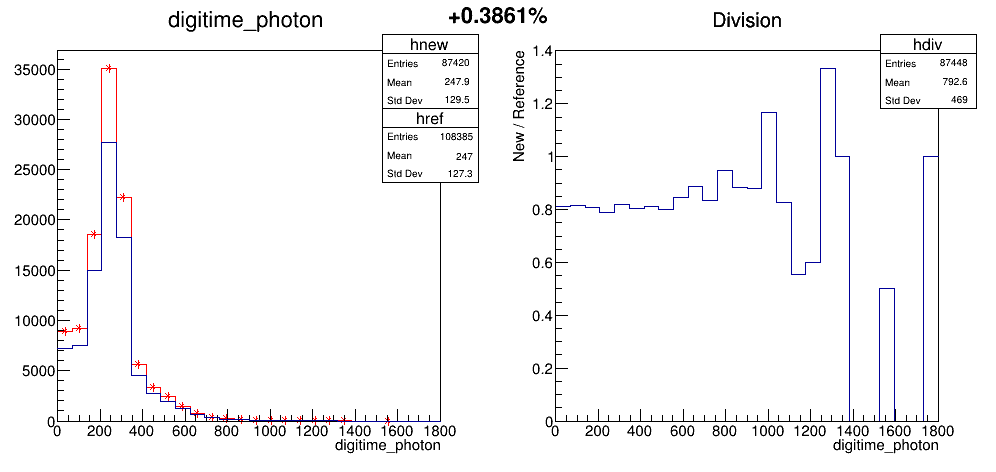 +0.3861%
digitime_photon
hnew
Entries 87420
Mean 247.9
Std Dev 129.5
href
Entries 108385
Mean 247
Std Dev 127.3
35000
30000
25000
20000
15000
10000
5000
0
0 200 400 600 800 1000 1200 1400 1600 1800
digitime_photon
Division
hdiv
Entries 87448
Mean 792.6
Std Dev 469
New / Reference
1.4
1.2
1
0.8
0.6
0.4
0.2
0
0 200 400 600 800 1000 1200 1400 1600 1800
digitime_photon